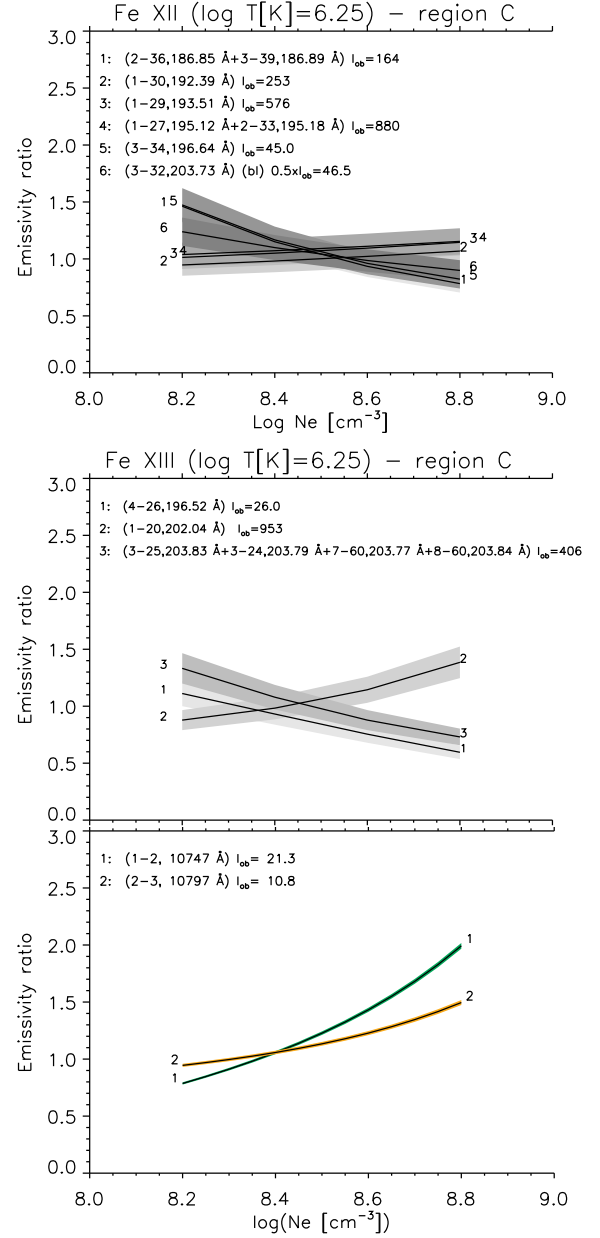 Fe XII (log T[K]=6.25) − region C
3.0
1: (2−36,186.85 Å+3−39,186.89 Å) I_ob=164
2: (1−30,192.39 Å) I_ob=253
2.5
3: (1−29,193.51 Å) I_ob=576
4: (1−27,195.12 Å+2−33,195.18 Å) I_ob=880
5: (3−34,196.64 Å) I_ob=45.0
2.0
6: (3−32,203.73 Å) (bl) 0.5xI_ob=46.5
Emissivity ratio
1 5
1.5
6
3 4
3 4
2
2
1.0
6
5
1
0.5
0.0
8.0 8.2 8.4 8.6 8.8 9.0
Log Ne [cm⁻³]
Fe XIII (log T[K]=6.25) − region C
3.0
1: (4−26,196.52 Å) I_ob=26.0
2: (1−20,202.04 Å) I_ob=953
2.5
3: (3−25,203.83 Å+3−24,203.79 Å+7−60,203.77 Å+8−60,203.84 Å) I_ob=406
2.0
Emissivity ratio
1.5
3
2
1
2
1.0
3
1
0.5
0.0
3.0
1: (1−2, 10747 Å) I_ob= 21.3
2: (2−3, 10797 Å) I_ob= 10.8
2.5
2.0
1
Emissivity ratio
1.5
2
2
1.0
1
0.5
0.0
8.0 8.2 8.4 8.6 8.8 9.0
log(Ne [cm⁻³])